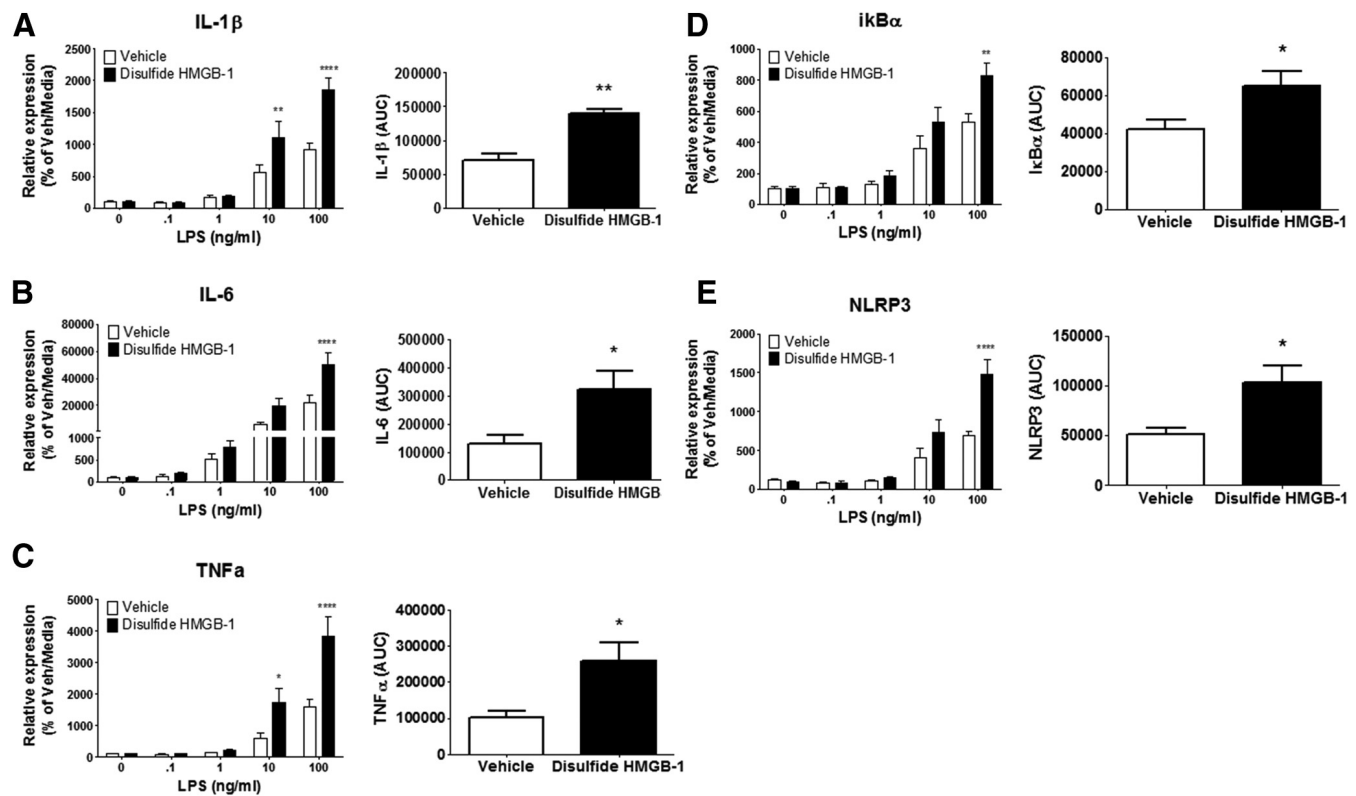 A
IL-1β
Vehicle
Disulfide HMGB-1
Relative expression
(% of Veh/Media)
2500
2000
1500
1000
500
0
**
****
0 .1 1 10 100
LPS (ng/ml)
IL-1β (AUC)
200000
150000
100000
50000
0
**
Vehicle Disulfide HMGB-1
B
IL-6
Vehicle
Disulfide HMGB-1
Relative expression
(% of Veh/Media)
80000
60000
40000
20000
1000
500
0
****
0 .1 1 10 100
LPS (ng/ml)
IL-6 (AUC)
500000
400000
300000
200000
100000
0
*
Vehicle Disulfide HMGB
C
TNFa
Vehicle
Disulfide HMGB-1
Relative expression
(% of Veh/Media)
5000
4000
3000
2000
1000
0
*
****
0 .1 1 10 100
LPS (ng/ml)
TNFα (AUC)
400000
300000
200000
100000
0
*
Vehicle Disulfide HMGB-1
D
ikBα
Vehicle
Disulfide HMGB-1
Relative expression
(% of Veh/Media)
1000
800
600
400
200
0
**
0 .1 1 10 100
LPS (ng/ml)
IκBα (AUC)
80000
60000
40000
20000
0
*
Vehicle Disulfide HMGB-1
E
NLRP3
Vehicle
Disulfide HMGB-1
Relative expression
(% of Veh/Media)
2000
1500
1000
500
0
****
0 .1 1 10 100
LPS (ng/ml)
NLRP3 (AUC)
150000
100000
50000
0
*
Vehicle Disulfide HMGB-1